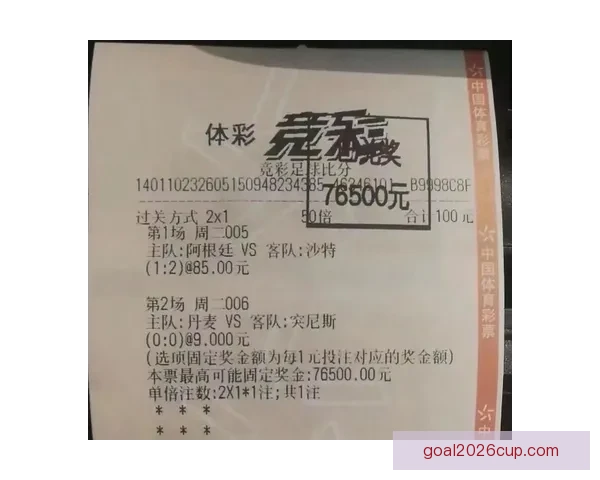 体彩 竞彩
已兑奖
竞彩足球比分
76500元
过关方式 2x1 50倍 合计 100元
第1场 周二005
主队:阿根廷 VS 客队:沙特
(1:2)@85.00元
第2场 周二006
主队:丹麦 VS 客队:突尼斯
(0:0)@9.000元
(选项固定奖金额为每1元投注对应的奖金额)
本票最高可能固定奖金:76500.00元
单倍注数:2X1*1注;共1注
* * *
* * *
中国体育彩票
中国体育彩票
中
goal2026cup.com